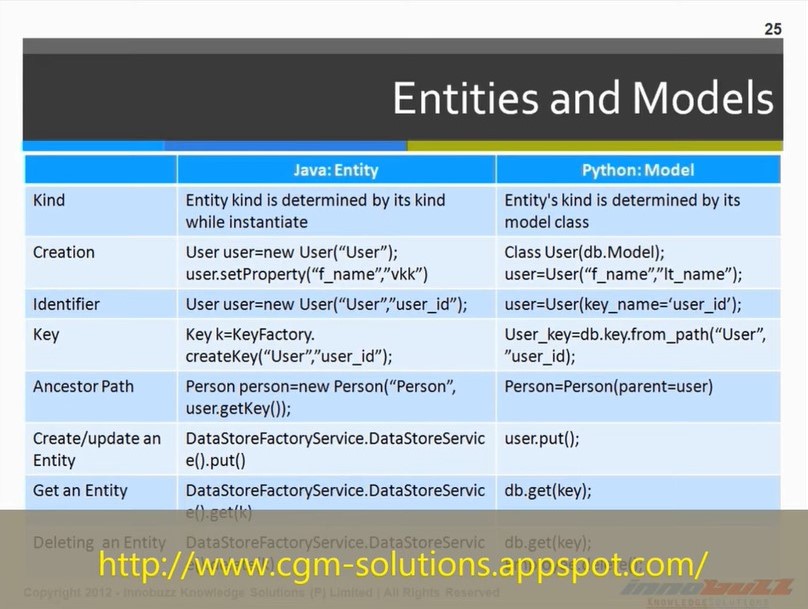 25
Entities and Models
Java: Entity Python: Model
Kind Entity kind is determined by its kind Entity's kind is determined by its
while instantiate model class
Creation User user=new User(“User”); Class User(db.Model);
user.setProperty(“f_name”,”vkk”) user=User(“f_name”,”lt_name”);
Identifier User user=new User(“User”,”user_id”); user=User(key_name=‘user_id’);
Key Key k=KeyFactory. User_key=db.key.from_path(“User”,
createKey(“User”,”user_id”); ”user_id);
Ancestor Path Person person=new Person(“Person”, Person=Person(parent=user)
user.getKey());
Create/update an DataStoreFactoryService.DataStoreServic user.put();
Entity e().put()
Get an Entity DataStoreFactoryService.DataStoreServic db.get(key);
e().get(k)
Deleting an Entity DataStoreFactoryService.DataStoreServic db.get(key);
http://www.cgm-solutions.appspot.com/
Copyright 2012 - Innobuzz Knowledge Solutions (P) Limited | All Rights Reserved
innobuzz
KNOWLEDGE SOLUTIONS